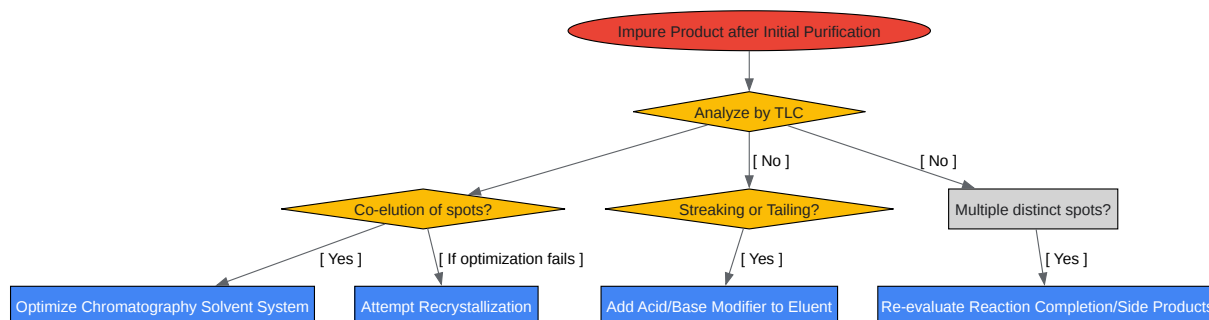 Impure Product after Initial Purification
Analyze by TLC
[ No ]
[ No ]
Co-elution of spots?
Streaking or Tailing?
Multiple distinct spots?
[ Yes ]
[ If optimization fails ]
[ Yes ]
[ Yes ]
Optimize Chromatography Solvent System
Attempt Recrystallization
Add Acid/Base Modifier to Eluent
Re-evaluate Reaction Completion/Side Products